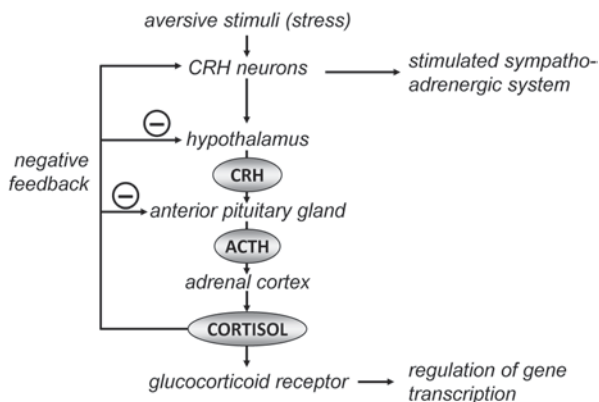 aversive stimuli (stress)
CRH neurons
stimulated sympatho-
adrenergic system
−
hypothalamus
negative
feedback
CRH
−
anterior pituitary gland
ACTH
adrenal cortex
CORTISOL
glucocorticoid receptor
regulation of gene
transcription